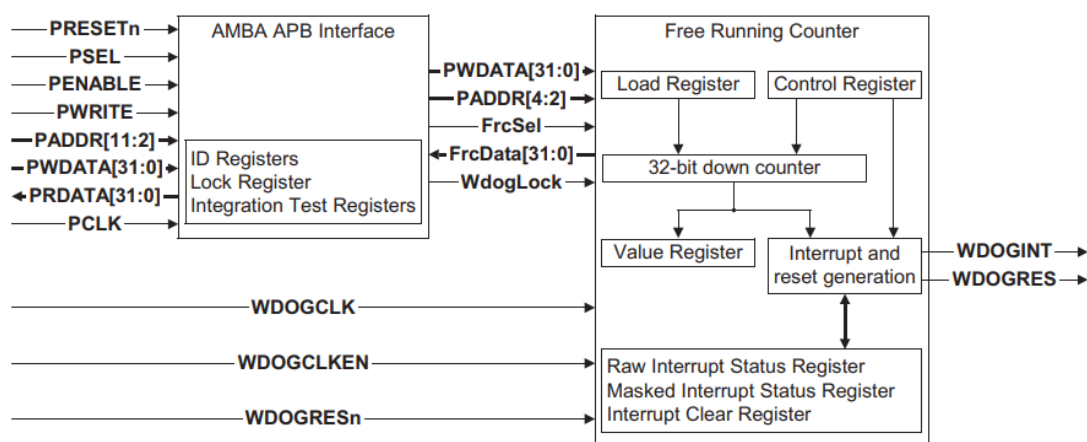 PRESETn
PSEL
PENABLE
PWRITE
PADDR[11:2]
PWDATA[31:0]
PRDATA[31:0]
PCLK
AMBA APB Interface
ID Registers
Lock Register
Integration Test Registers
PWDATA[31:0]
PADDR[4:2]
FrcSel
FrcData[31:0]
WdogLock
Free Running Counter
Load Register
Control Register
32-bit down counter
Value Register
Interrupt and
reset generation
WDOGINT
WDOGRES
WDOGCLK
WDOGCLKEN
WDOGRESn
Raw Interrupt Status Register
Masked Interrupt Status Register
Interrupt Clear Register